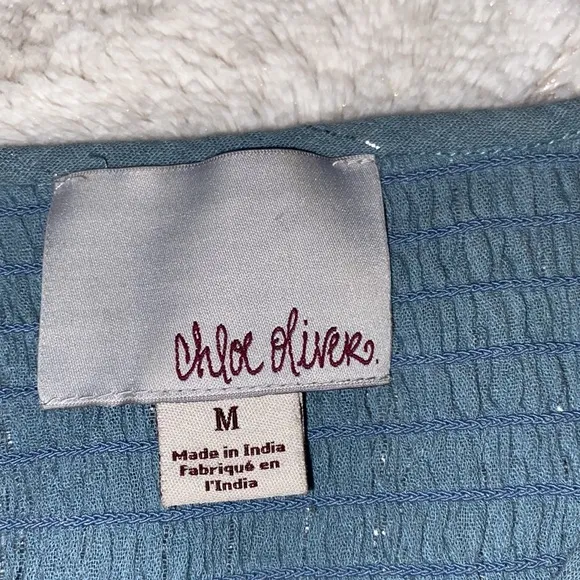 chloe oliver.
M
Made in India
Fabriqué en
l'India